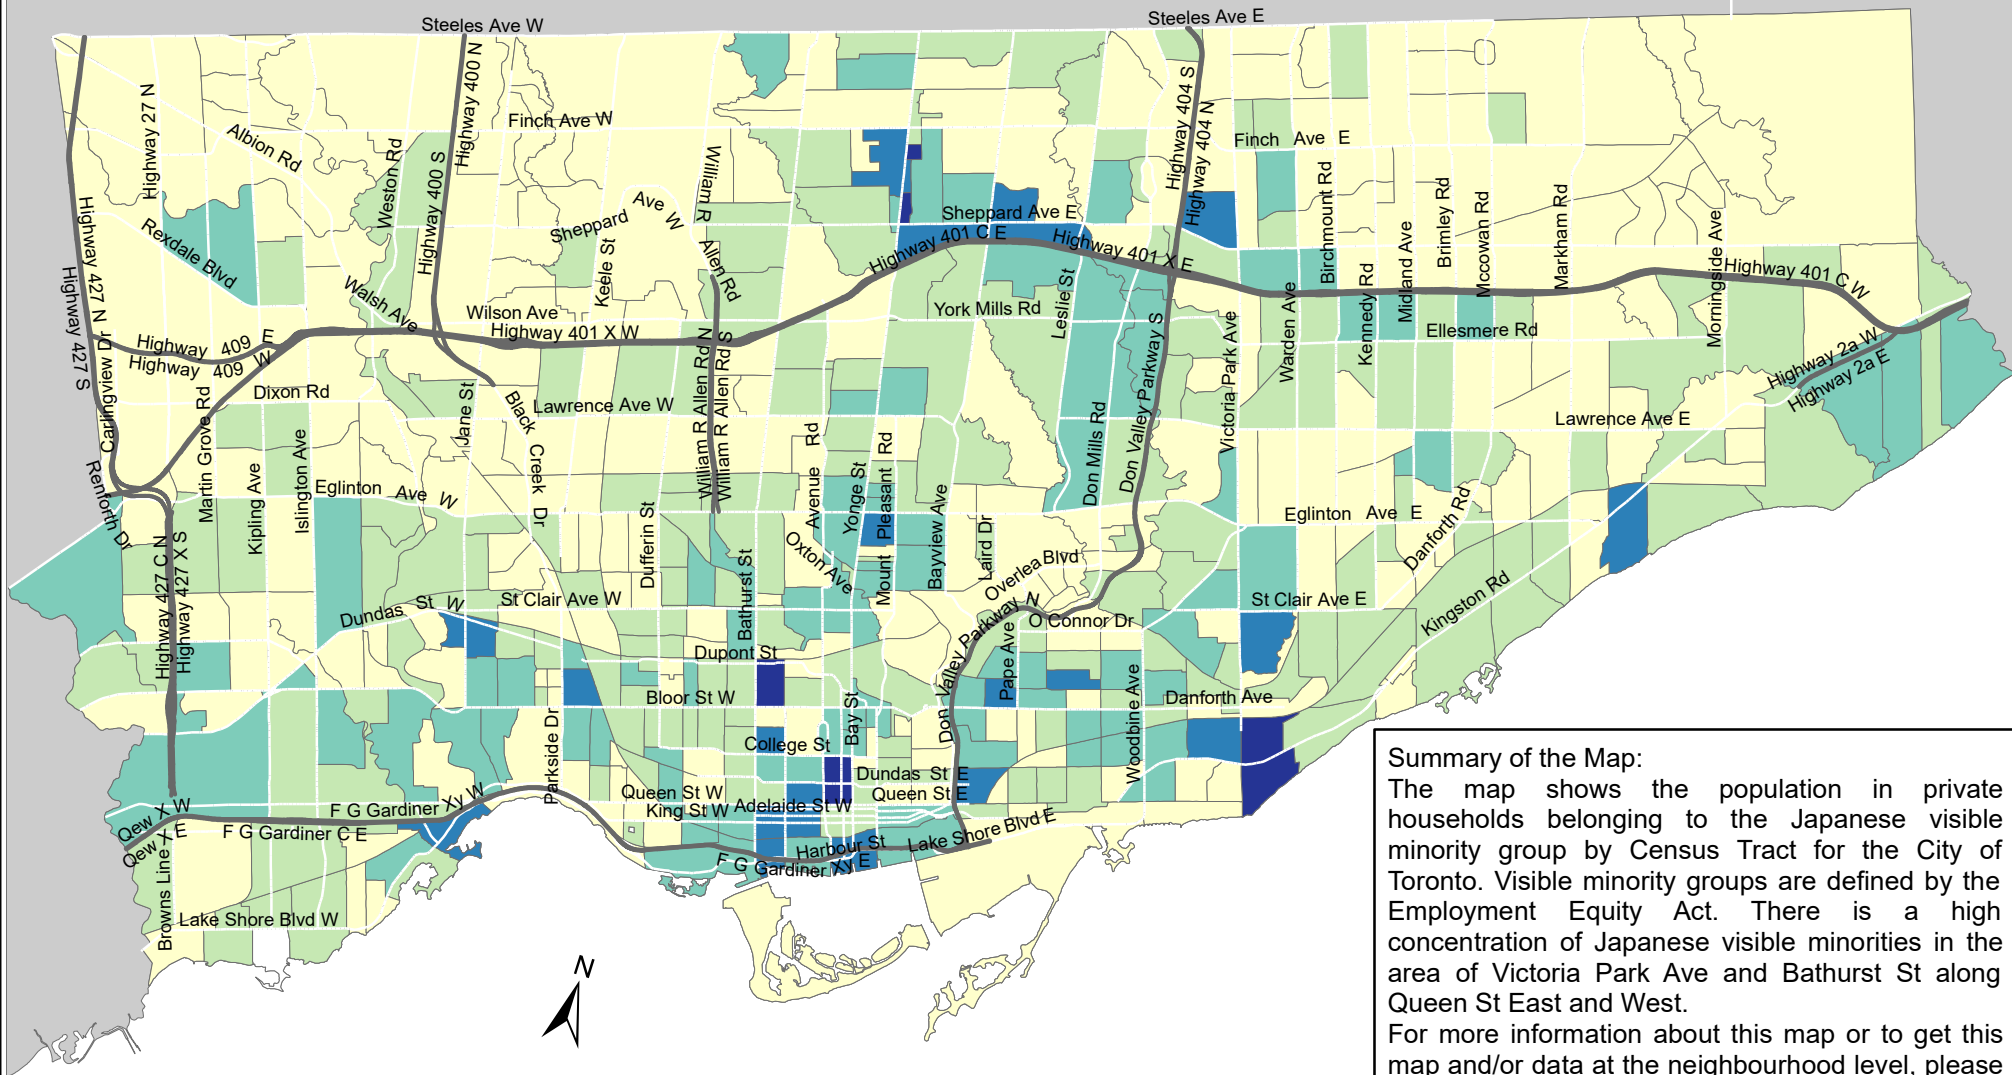 Steeles Ave W
Steeles Ave E
Highway 27 N
Albion Rd
Weston Rd
Highway 400 N
Highway 400 S
Finch Ave W
William R
Allen Rd
Sheppard Ave W
Keele St
Highway 404 S
Highway 404 N
Finch Ave E
Birchmount Rd
Midland Ave
Brimley Rd
Mccowan Rd
Markham Rd
Morningside Ave
Sheppard Ave E
Highway 401 C E
Highway 401 X E
Highway 401 C W
Highway 427 N
Highway 427 S
Rexdale Blvd
Walsh Ave
Wilson Ave
Highway 401 X W
York Mills Rd
Leslie St
Ellesmere Rd
Kennedy Rd
Warden Ave
Victoria Park Ave
Don Valley Parkway S
Don Mills Rd
Highway 2a W
Highway 2a E
Highway 409 E
Highway 409 W
Carlingview Dr
Dixon Rd
Martin Grove Rd
Jane St
Black Creek Dr
Lawrence Ave W
William R Allen Rd N
William R Allen Rd S
Lawrence Ave E
Renforth Dr
Kipling Ave
Islington Ave
Eglinton Ave W
Dufferin St
Avenue Rd
Yonge St
Mount Pleasant Rd
Bayview Ave
Laird Dr
Oxton Ave
Overlea Blvd
Eglinton Ave E
Danforth Rd
Kingston Rd
Highway 427 C N
Highway 427 X S
Dundas St W
St Clair Ave W
Bathurst St
St Clair Ave E
O Connor Dr
Don Valley Parkway N
Pape Ave
Dupont St
Bloor St W
Danforth Ave
Woodbine Ave
Parkside Dr
Bay St
College St
Dundas St E
Queen St E
Queen St W
King St W
Adelaide St W
Harbour St
Lake Shore Blvd E
F G Gardiner Xy W
F G Gardiner C E
F G Gardiner Xy E
Qew X W
Qew X E
Browns Line
Lake Shore Blvd W
N
Summary of the Map:
The map shows the population in private
households belonging to the Japanese visible
minority group by Census Tract for the City of
Toronto. Visible minority groups are defined by the
Employment Equity Act. There is a high
concentration of Japanese visible minorities in the
area of Victoria Park Ave and Bathurst St along
Queen St East and West.
For more information about this map or to get this
map and/or data at the neighbourhood level, please